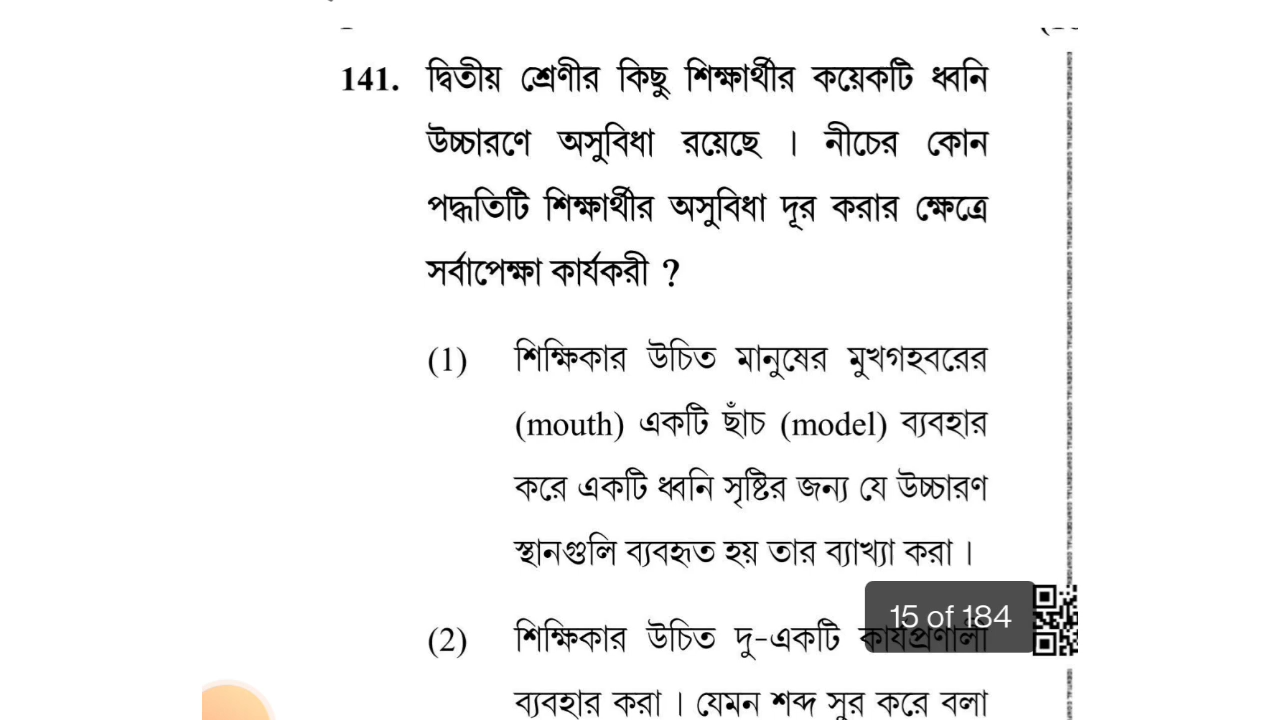 141. দ্বিতীয় শ্রেণীর কিছু শিক্ষার্থীর কয়েকটি ধ্বনি
উচ্চারণে অসুবিধা রয়েছে । নীচের কোন
পদ্ধতিটি শিক্ষার্থীর অসুবিধা দূর করার ক্ষেত্রে
সর্বাপেক্ষা কার্যকরী ?
(1) শিক্ষিকার উচিত মানুষের মুখগহবরের
(mouth) একটি ছাঁচ (model) ব্যবহার
করে একটি ধ্বনি সৃষ্টির জন্য যে উচ্চারণ
স্থানগুলি ব্যবহৃত হয় তার ব্যাখ্যা করা ।
15 of 184
(2) শিক্ষিকার উচিত দু-একটি কার্যপ্রণালী
ব্যবহার করা । যেমন শব্দ সুর করে বলা